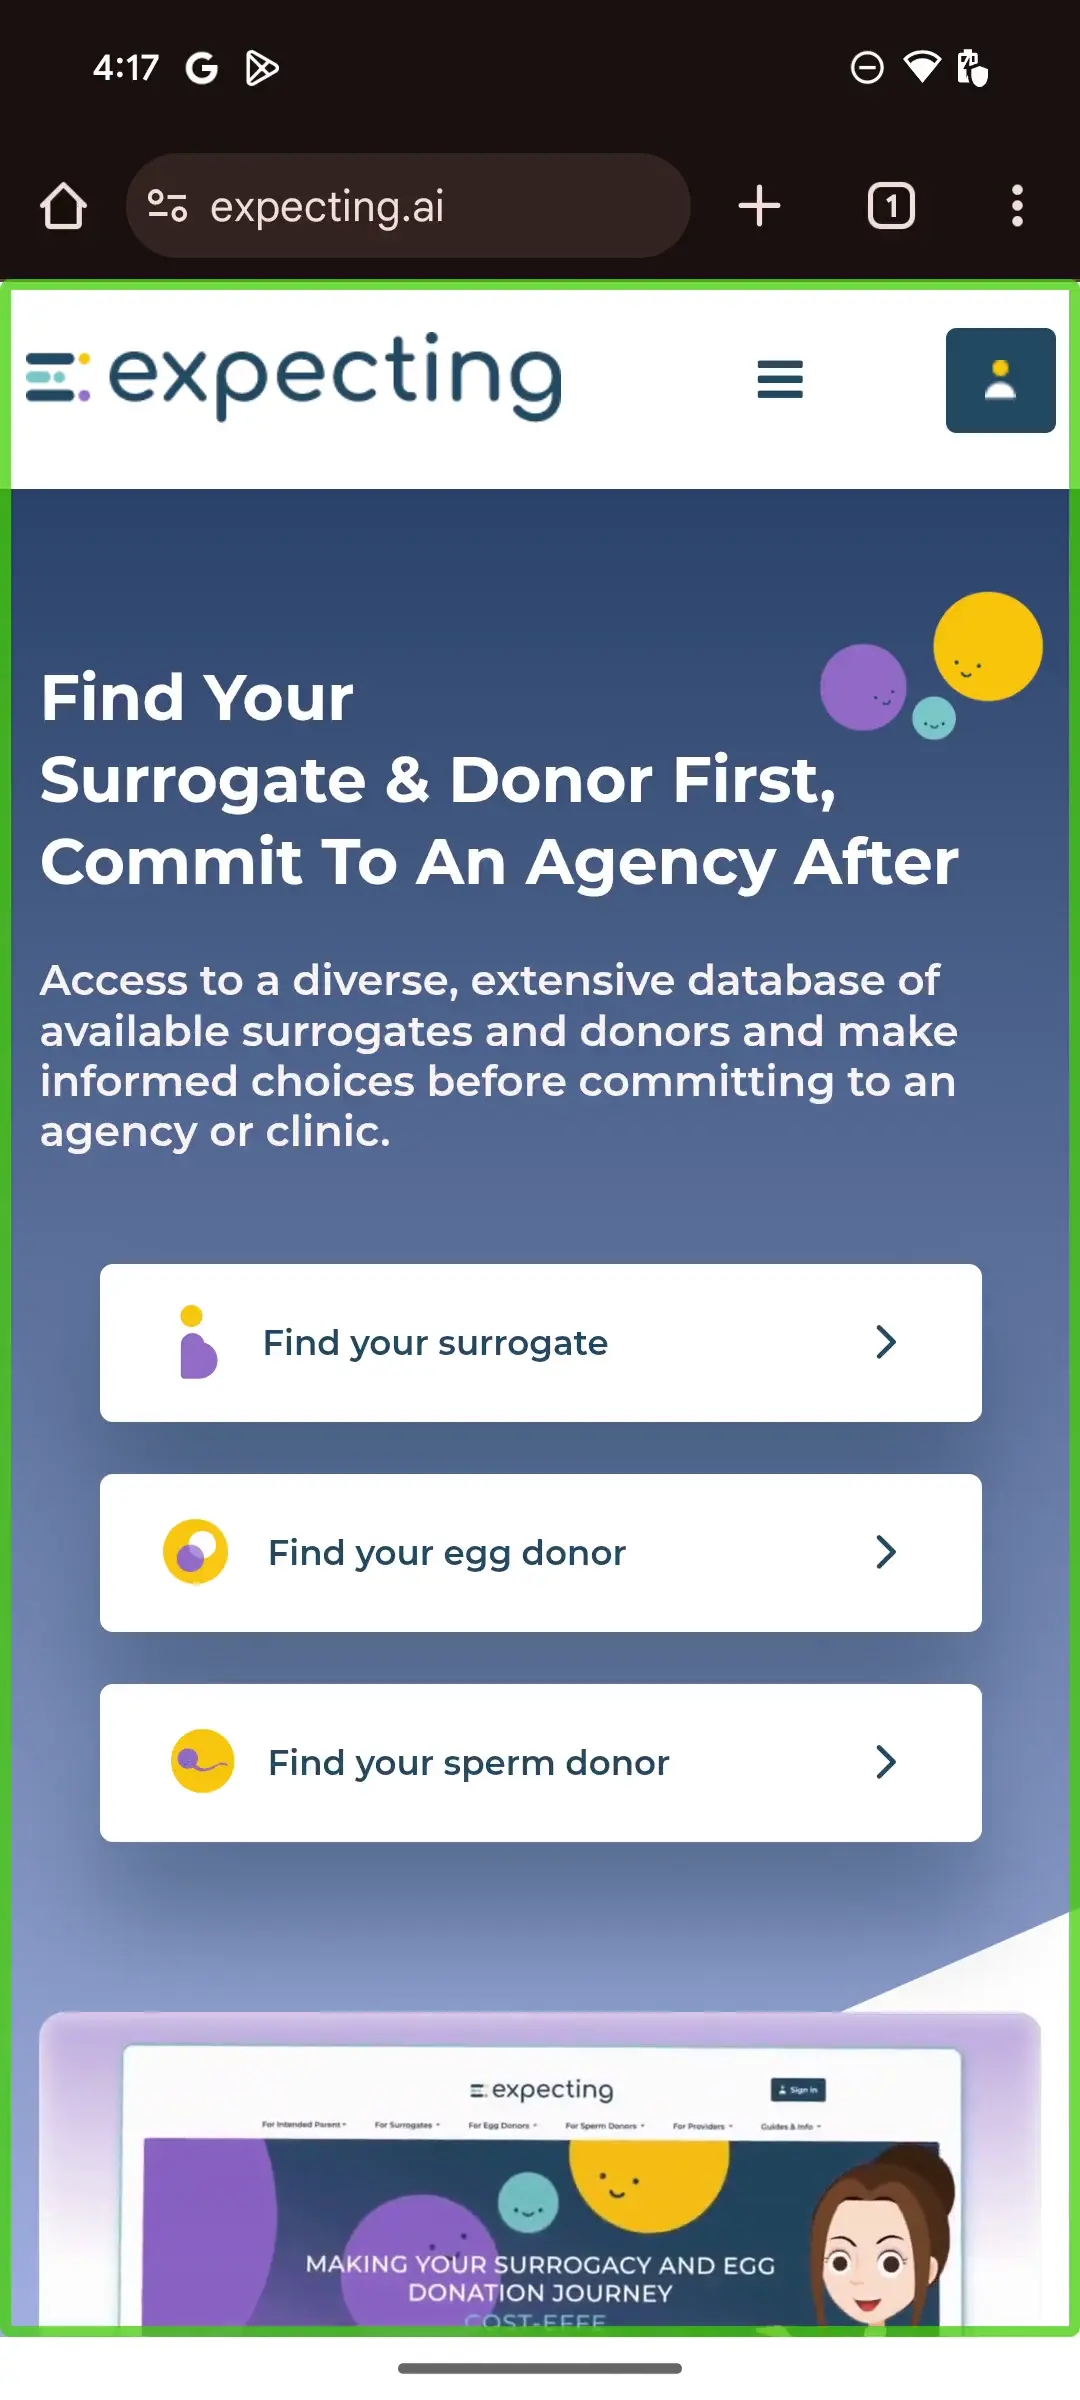 4:17
expecting.ai
1
expecting
Find Your
Surrogate & Donor First,
Commit To An Agency After
Access to a diverse, extensive database of
available surrogates and donors and make
informed choices before committing to an
agency or clinic.
Find your surrogate
Find your egg donor
Find your sperm donor
expecting
Sign In
For Intended Parent
For Surrogates
For Egg Donors
For Sperm Donors
For Providers
Guides & Info
MAKING YOUR SURROGACY AND EGG
DONATION JOURNEY
COST-EFFE